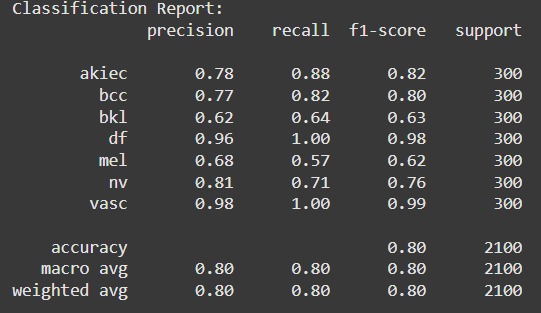 Classification Report:
precision recall f1-score support
akiec 0.78 0.88 0.82 300
bcc 0.77 0.82 0.80 300
bkl 0.62 0.64 0.63 300
df 0.96 1.00 0.98 300
mel 0.68 0.57 0.62 300
nv 0.81 0.71 0.76 300
vasc 0.98 1.00 0.99 300
accuracy 0.80 2100
macro avg 0.80 0.80 0.80 2100
weighted avg 0.80 0.80 0.80 2100